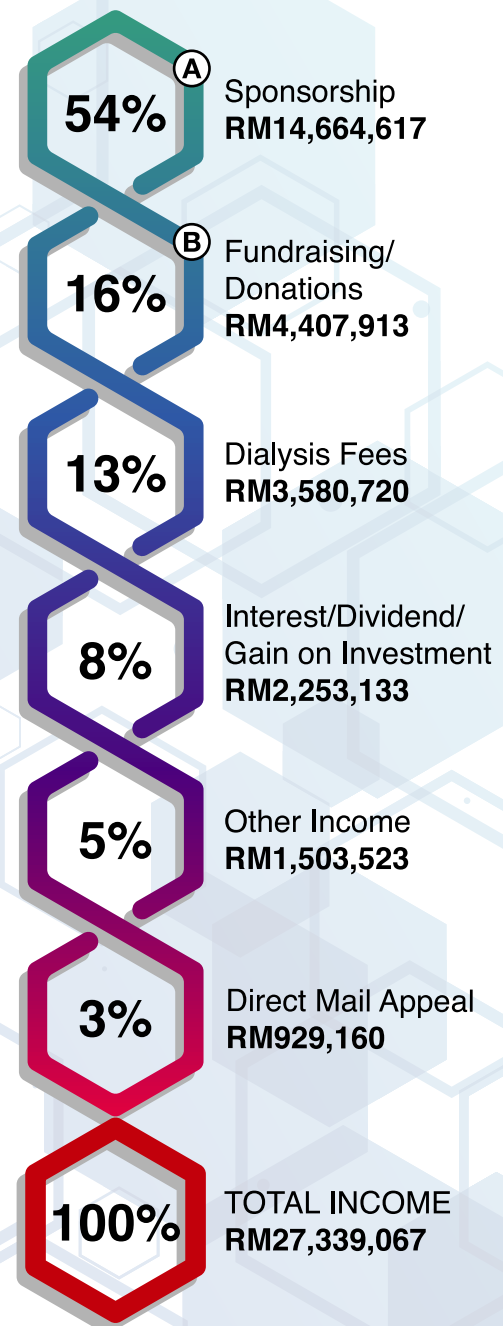 A
54%
Sponsorship
RM14,664,617
B
16%
Fundraising/
Donations
RM4,407,913
13%
Dialysis Fees
RM3,580,720
8%
Interest/Dividend/
Gain on Investment
RM2,253,133
5%
Other Income
RM1,503,523
3%
Direct Mail Appeal
RM929,160
100%
TOTAL INCOME
RM27,339,067